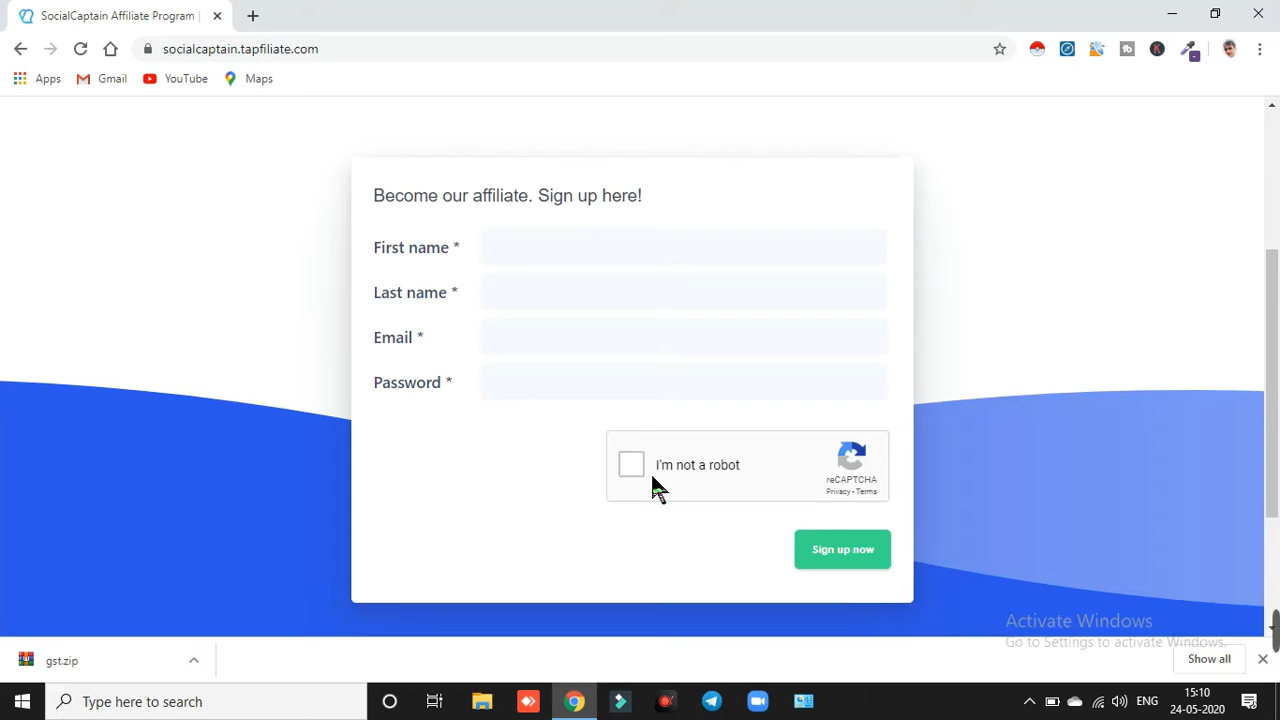 SocialCaptain Affiliate Program |
socialcaptain.tapfiliate.com
Apps Gmail YouTube Maps
Become our affiliate. Sign up here!
First name *
Last name *
Email *
Password *
I'm not a robot
reCAPTCHA
Privacy - Terms
Sign up now
Activate Windows
Go to Settings to activate Windows.
gst.zip
Show all
Type here to search
ENG
15:10
24-05-2020